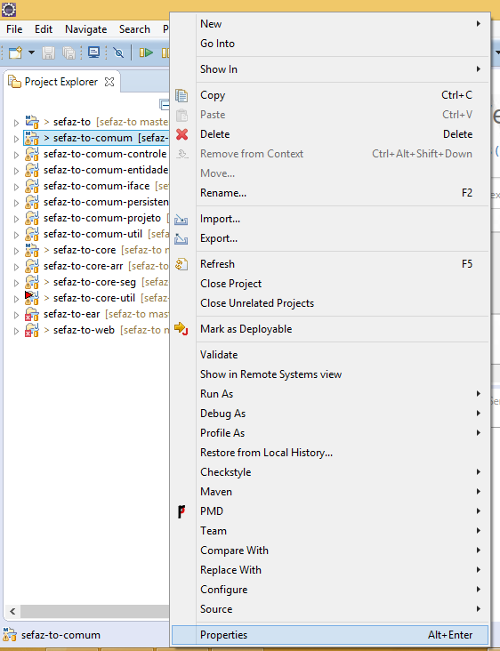 File Edit Navigate Search P
Project Explorer
> sefaz-to [sefaz-to maste
> sefaz-to-comum [sefaz-
sefaz-to-comum-controle
sefaz-to-comum-entidade
sefaz-to-comum-iface [sef
sefaz-to-comum-persisten
sefaz-to-comum-projeto
sefaz-to-comum-util [sefa
> sefaz-to-core [sefaz-to
sefaz-to-core-arr [sefaz-to
> sefaz-to-core-seg [sefaz
> sefaz-to-core-util [sefaz
sefaz-to-ear [sefaz-to mast
> sefaz-to-web [sefaz-to m
sefaz-to-comum
New
Go Into
Show In
Copy Ctrl+C
Paste Ctrl+V
Delete Delete
Remove from Context Ctrl+Alt+Shift+Down
Move...
Rename... F2
Import...
Export...
Refresh F5
Close Project
Close Unrelated Projects
Mark as Deployable
Validate
Show in Remote Systems view
Run As
Debug As
Profile As
Restore from Local History...
Checkstyle
Maven
PMD
Team
Compare With
Replace With
Configure
Source
Properties Alt+Enter